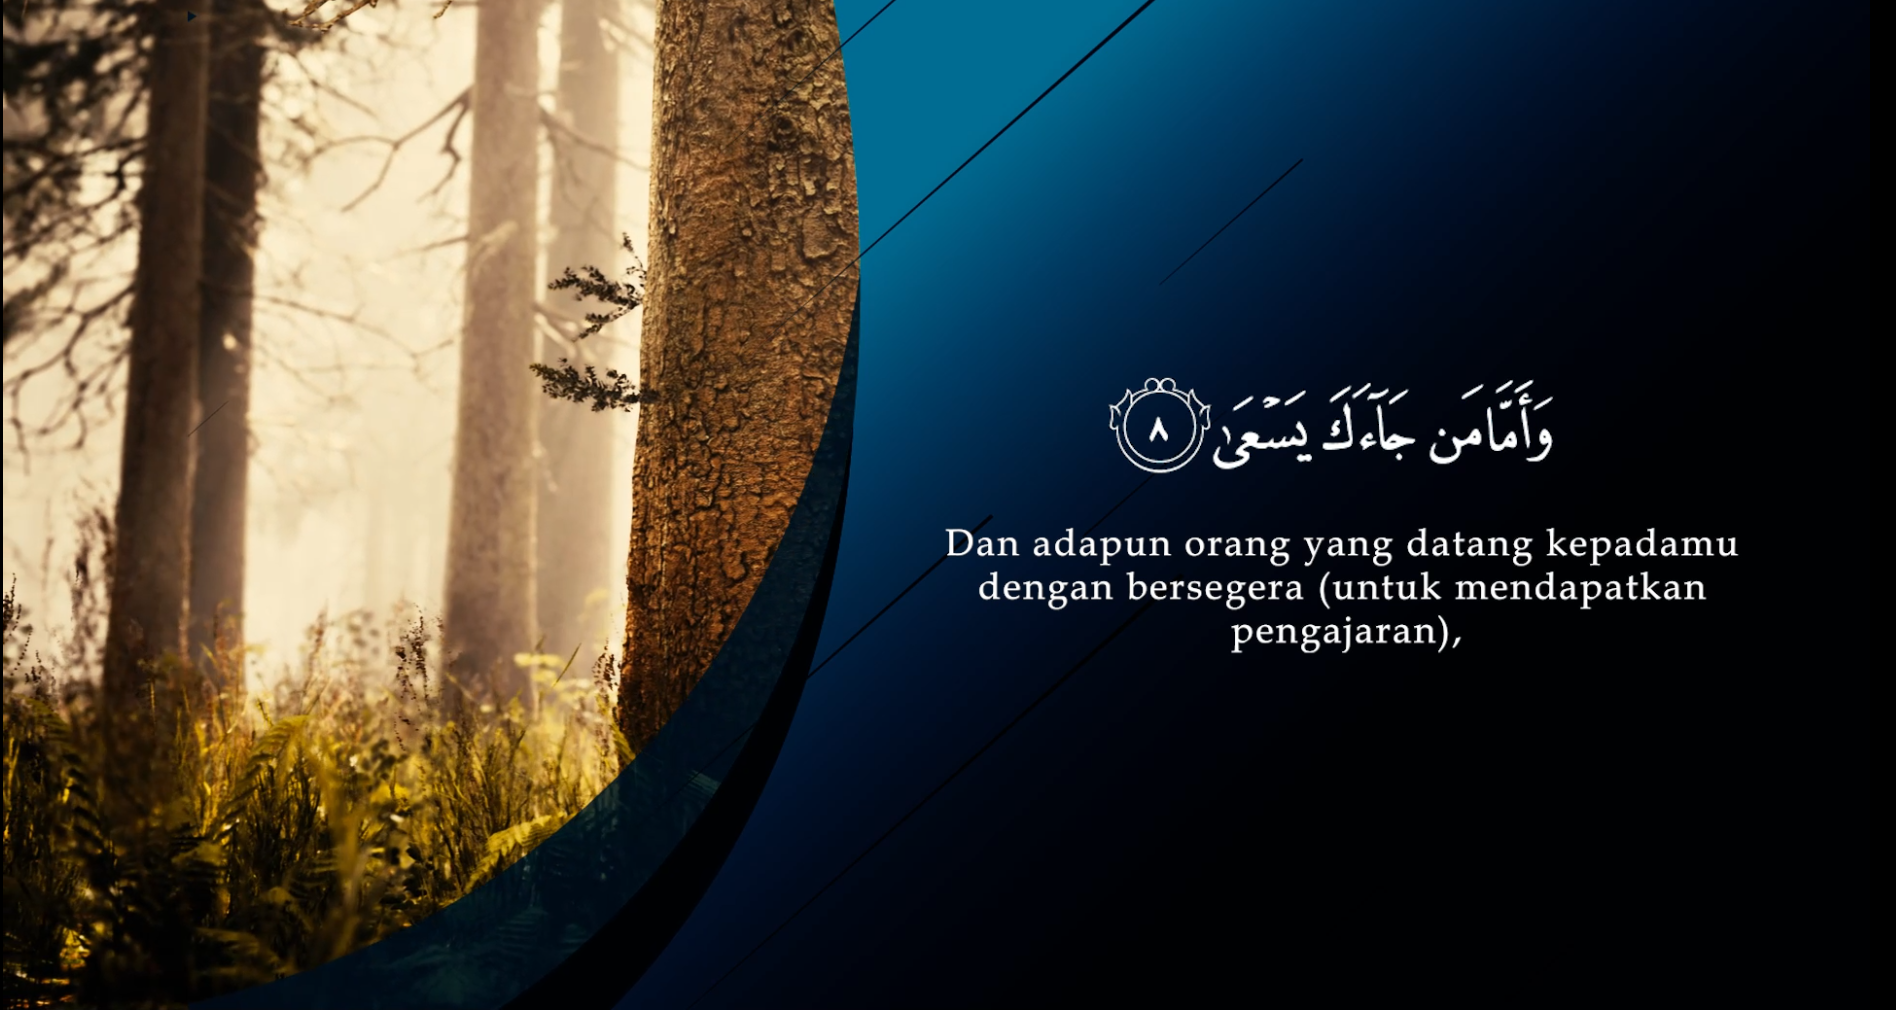 وَأَمَّا مَن جَآءَكَ يَسْعَىٰ ٨
Dan adapun orang yang datang kepadamu
dengan bersegera (untuk mendapatkan
pengajaran),